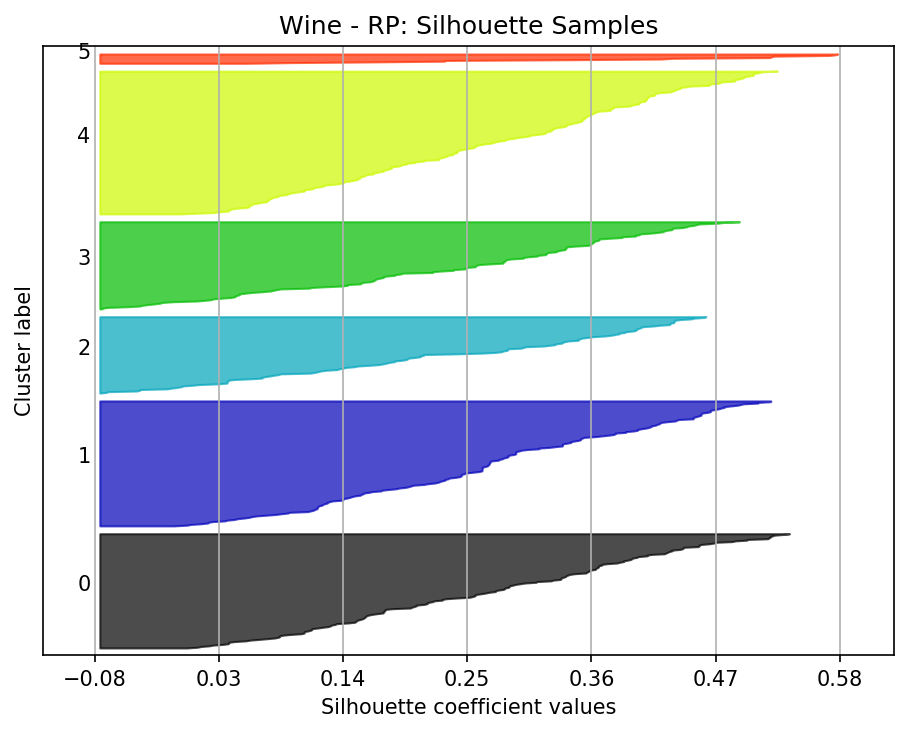 Wine - RP: Silhouette Samples
5
4
3
2
1
0
Cluster label
−0.08 0.03 0.14 0.25 0.36 0.47 0.58
Silhouette coefficient values